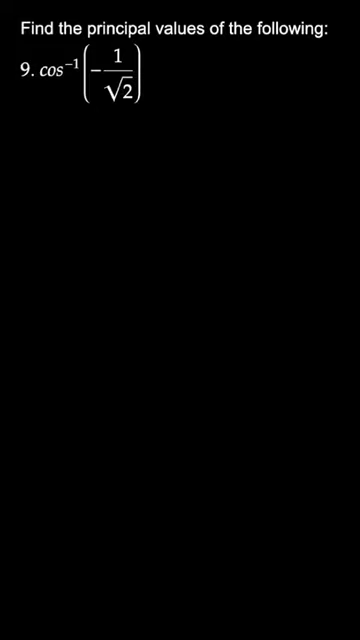 Find the principal values of the following:
9. cos⁻¹(−1/√2)